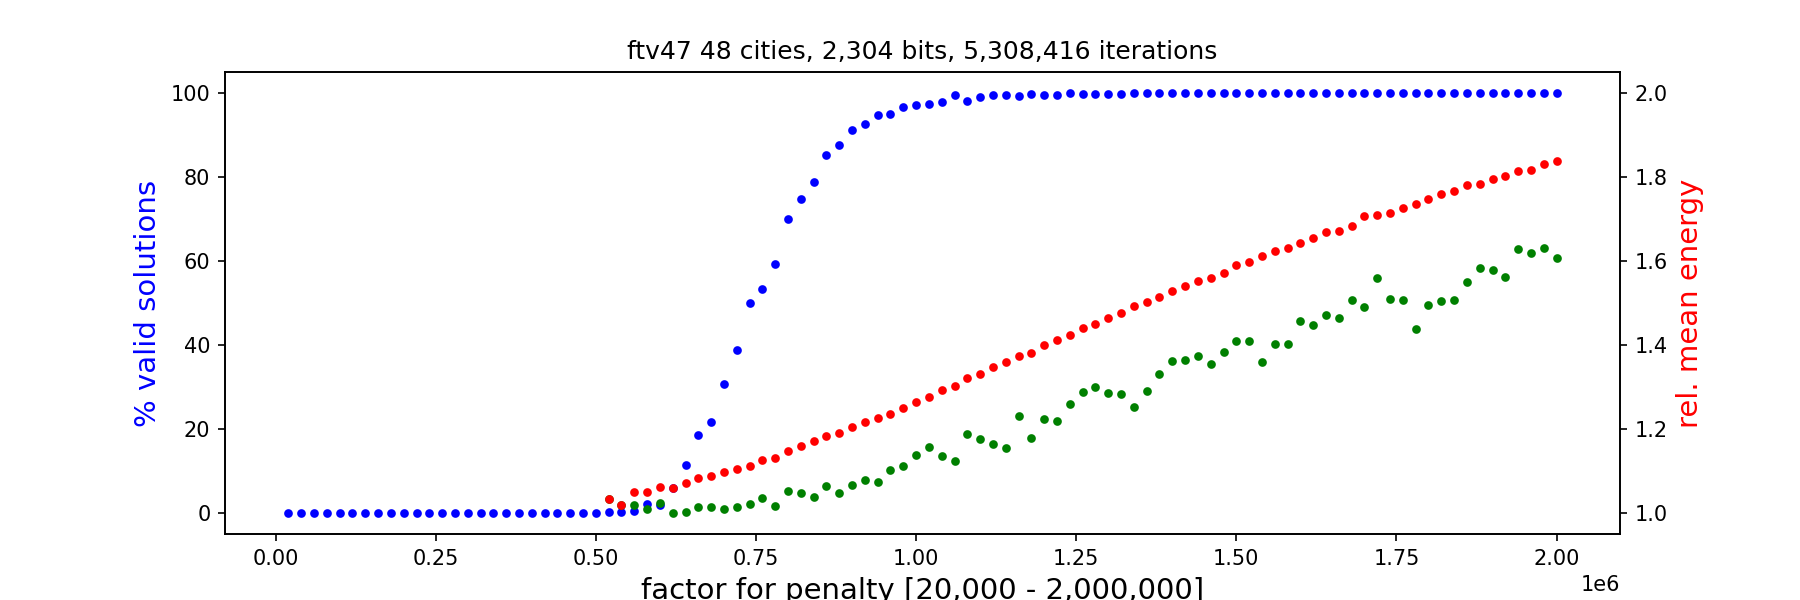 ftv47 48 cities, 2,304 bits, 5,308,416 iterations
% valid solutions
100
80
60
40
20
0
2.0
1.8
1.6
1.4
1.2
1.0
rel. mean energy
0.00 0.25 0.50 0.75 1.00 1.25 1.50 1.75 2.00
1e6
factor for penalty [20,000 - 2,000,000]